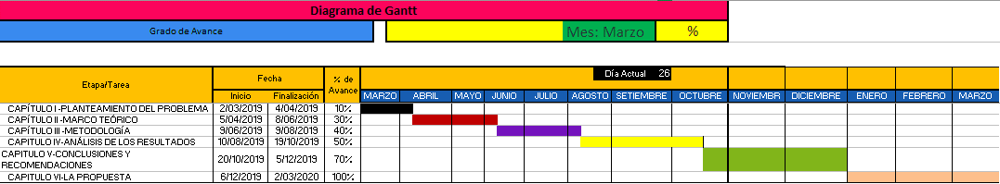 Diagrama de Gantt
Grado de Avance Mes: Marzo %
Día Actual 26
Etapa/Tarea Fecha % de Avance
Inicio Finalización MARZO ABRIL MAYO JUNIO JULIO AGOSTO SETIEMBRE OCTUBRE NOVIEMBR DICIEMBRE ENERO FEBRERO MARZO
CAPÍTULO I -PLANTEAMIENTO DEL PROBLEMA 2/03/2019 4/04/2019 10%
CAPÍTULO II -MARCO TEÓRICO 5/04/2019 8/06/2019 30%
CAPÍTULO III -METODOLOGÍA 9/06/2019 9/08/2019 40%
CAPITULO IV-ANÁLISIS DE LOS RESULTADOS 10/08/2019 19/10/2019 50%
CAPITULO V-CONCLUSIONES Y
RECOMENDACIONES 20/10/2019 5/12/2019 70%
CAPITULO VI-LA PROPUESTA 6/12/2019 2/03/2020 100%